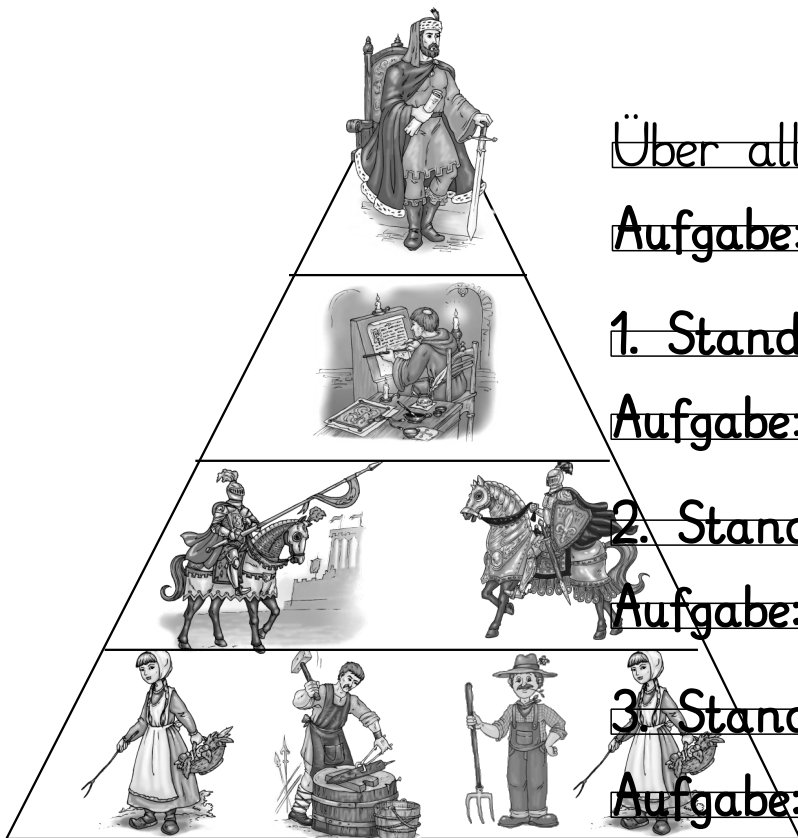 Über all
Aufgabe:
1. Stand
Aufgabe:
2. Stand
Aufgabe:
3. Stand
Aufgabe: